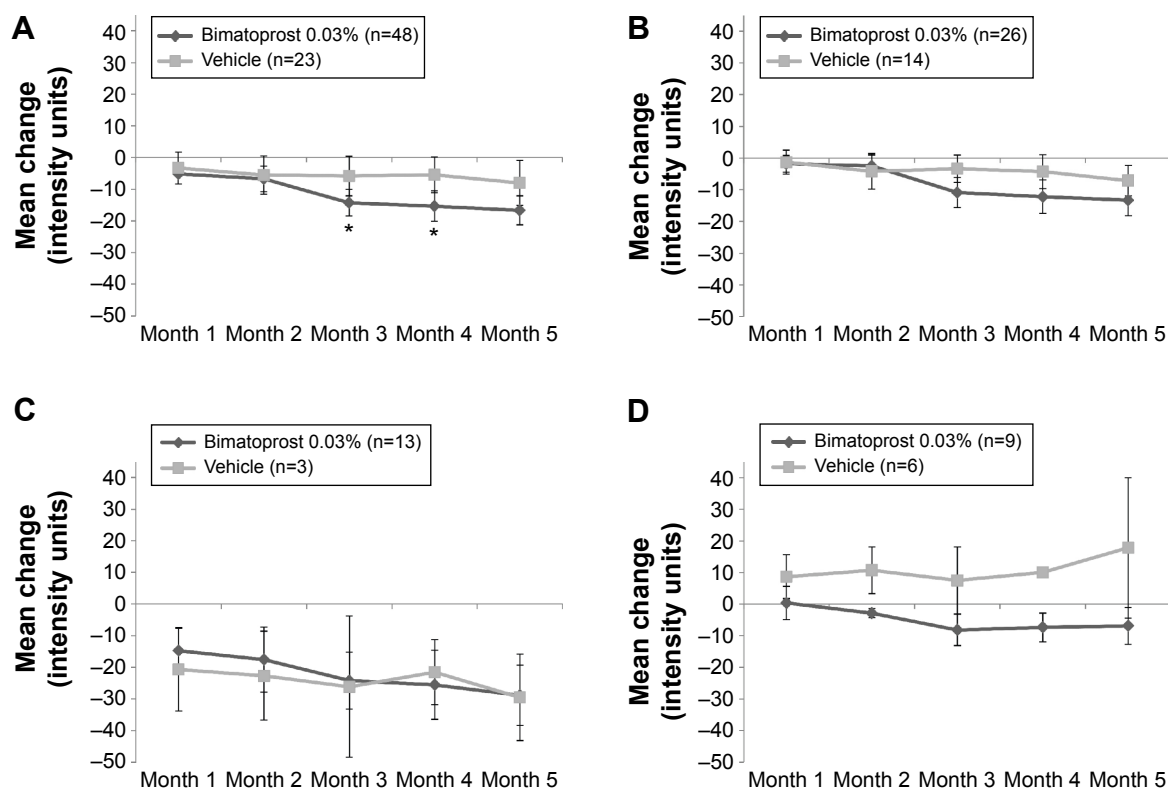 A
Bimatoprost 0.03% (n=48)
Vehicle (n=23)
Mean change
(intensity units)
40
30
20
10
0
–10
–20
–30
–40
–50
* *
Month 1 Month 2 Month 3 Month 4 Month 5
B
Bimatoprost 0.03% (n=26)
Vehicle (n=14)
Mean change
(intensity units)
40
30
20
10
0
–10
–20
–30
–40
–50
Month 1 Month 2 Month 3 Month 4 Month 5
C
Bimatoprost 0.03% (n=13)
Vehicle (n=3)
Mean change
(intensity units)
40
30
20
10
0
–10
–20
–30
–40
–50
Month 1 Month 2 Month 3 Month 4 Month 5
D
Bimatoprost 0.03% (n=9)
Vehicle (n=6)
Mean change
(intensity units)
40
30
20
10
0
–10
–20
–30
–40
–50
Month 1 Month 2 Month 3 Month 4 Month 5